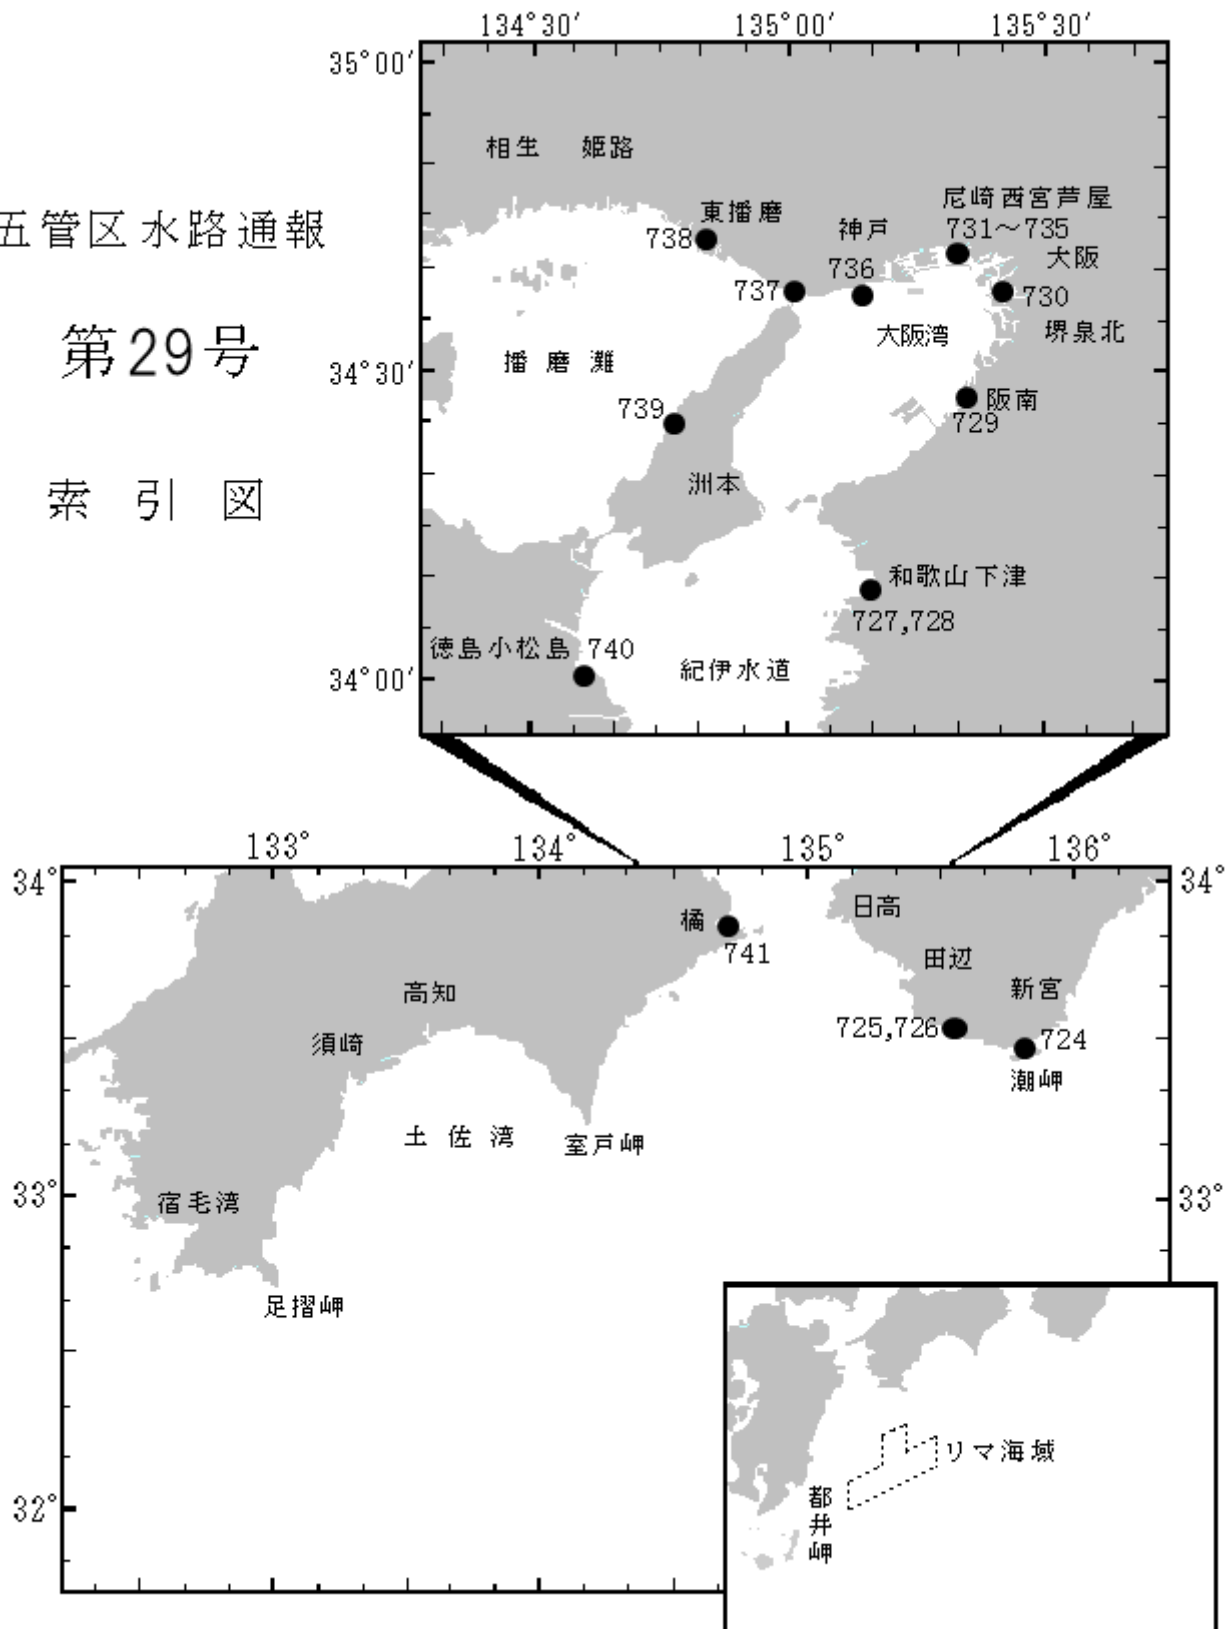 134°30′ 135°00′ 135°30′
35°00′
相生 姫路
五管区水路通報
第29号
索引図
東播磨
738
神戸
尼崎西宮芦屋
731～735
大阪
736
737
730
堺泉北
大阪湾
播磨灘
34°30′
739
阪南
729
洲本
和歌山下津
727,728
徳島小松島 740
紀伊水道
34°00′
133° 134° 135° 136°
34° 34°
橘
741
日高
田辺
新宮
高知
須崎
725,726
724
潮岬
土佐湾
室戸岬
33° 33°
宿毛湾
足摺岬
リマ海域
都井岬
32°